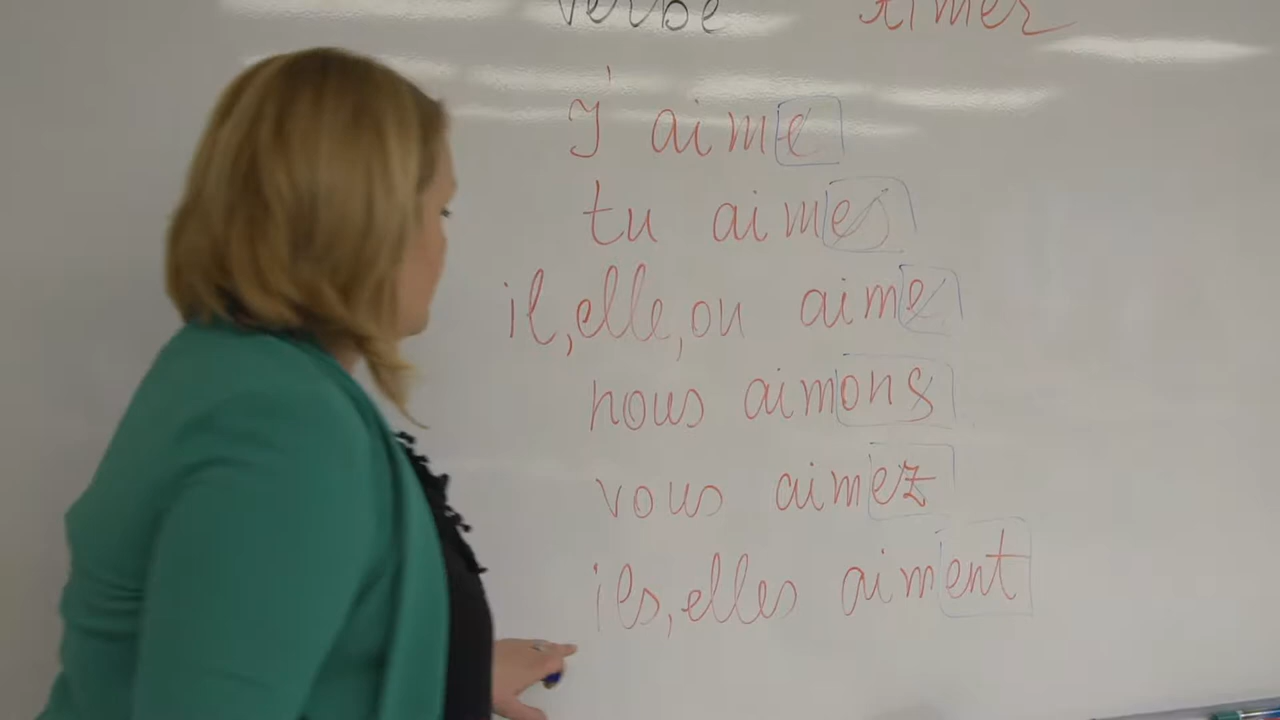 verbe aimer
J'aime
tu aimes
il, elle, on aime
nous aimons
vous aimez
ils, elles aiment